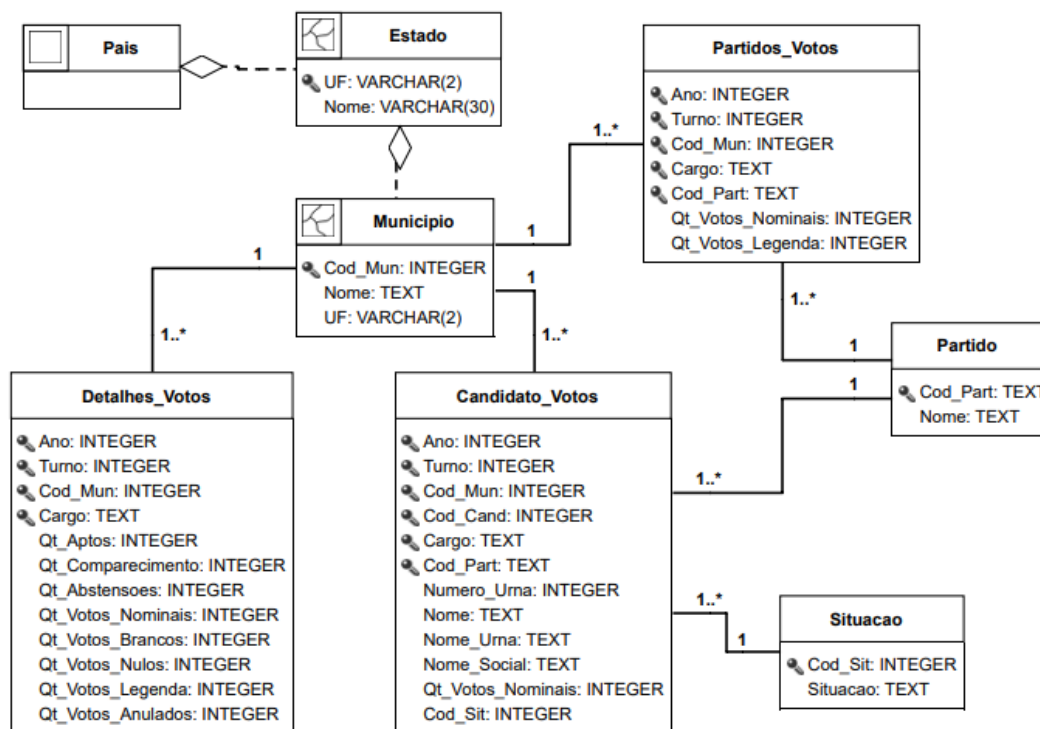 Pais
Estado
UF: VARCHAR(2)
Nome: VARCHAR(30)
Partidos_Votos
Ano: INTEGER
Turno: INTEGER
Cod_Mun: INTEGER
Cargo: TEXT
Cod_Part: TEXT
Qt_Votos_Nominais: INTEGER
Qt_Votos_Legenda: INTEGER
1..*
1
Municipio
Cod_Mun: INTEGER
Nome: TEXT
UF: VARCHAR(2)
1
1..*
1
1..*
1..*
1
Partido
Cod_Part: TEXT
Nome: TEXT
1
1..*
Detalhes_Votos
Ano: INTEGER
Turno: INTEGER
Cod_Mun: INTEGER
Cargo: TEXT
Qt_Aptos: INTEGER
Qt_Comparecimento: INTEGER
Qt_Abstensoes: INTEGER
Qt_Votos_Nominais: INTEGER
Qt_Votos_Brancos: INTEGER
Qt_Votos_Nulos: INTEGER
Qt_Votos_Legenda: INTEGER
Qt_Votos_Anulados: INTEGER
Candidato_Votos
Ano: INTEGER
Turno: INTEGER
Cod_Mun: INTEGER
Cod_Cand: INTEGER
Cargo: TEXT
Cod_Part: TEXT
Numero_Urna: INTEGER
Nome: TEXT
Nome_Urna: TEXT
Nome_Social: TEXT
Qt_Votos_Nominais: INTEGER
Cod_Sit: INTEGER
1..*
1
Situacao
Cod_Sit: INTEGER
Situacao: TEXT